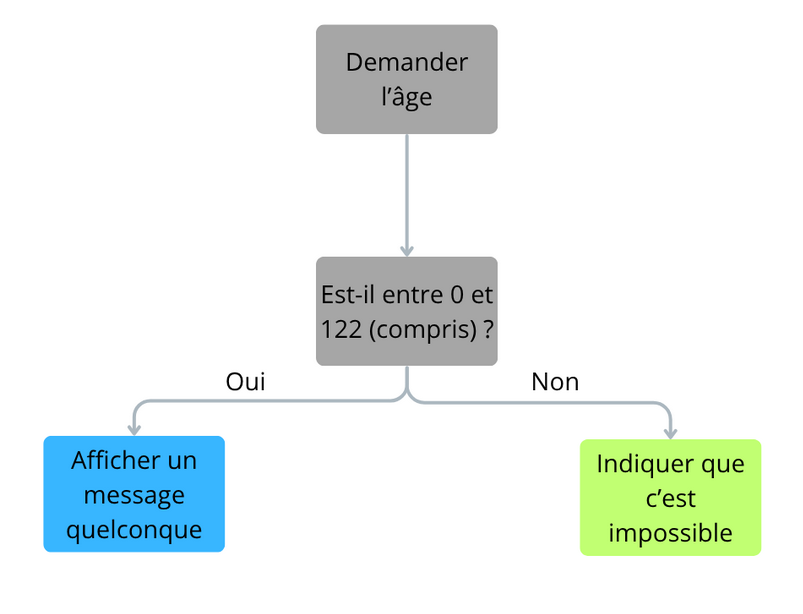 Demander
l’âge
Est-il entre 0 et
122 (compris) ?
Oui
Non
Afficher un
message
quelconque
Indiquer que
c’est
impossible